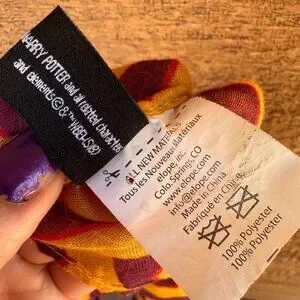 HARRY POTTER and all related characters
and elements © & ™ WBEI (s18)
ALL NEW MATERIALS
Tous les Nouveaux Matériaux
elope, inc.
Colo. Springs, CO
www.elope.com
info@elope.com
Made in China
Fabriqué en Chine
100% Polyester
100% Polyester